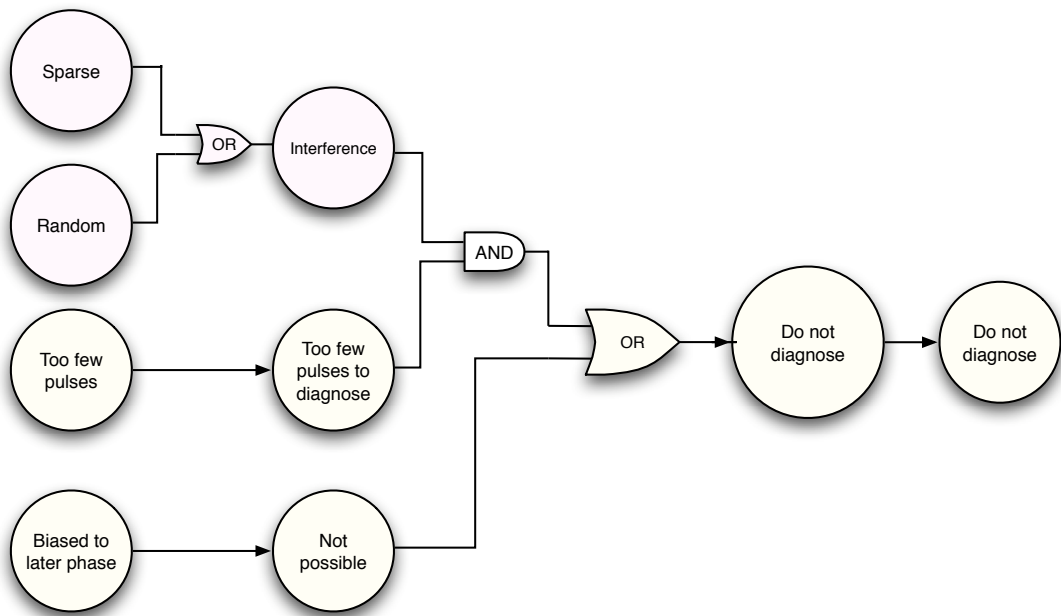 Sparse
OR
Interference
Random
AND
Too few
pulses
Too few
pulses to
diagnose
OR
Do not
diagnose
Do not
diagnose
Biased to
later phase
Not
possible